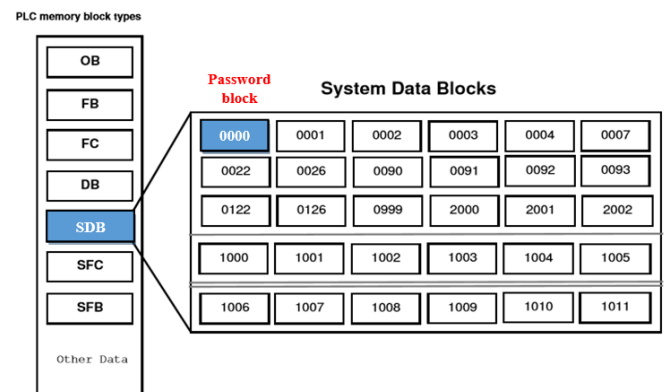 PLC memory block types
OB
FB
FC
DB
SDB
SFC
SFB
Other Data
Password
block
System Data Blocks
0000 0001 0002 0003 0004 0007
0022 0026 0090 0091 0092 0093
0122 0126 0999 2000 2001 2002
1000 1001 1002 1003 1004 1005
1006 1007 1008 1009 1010 1011